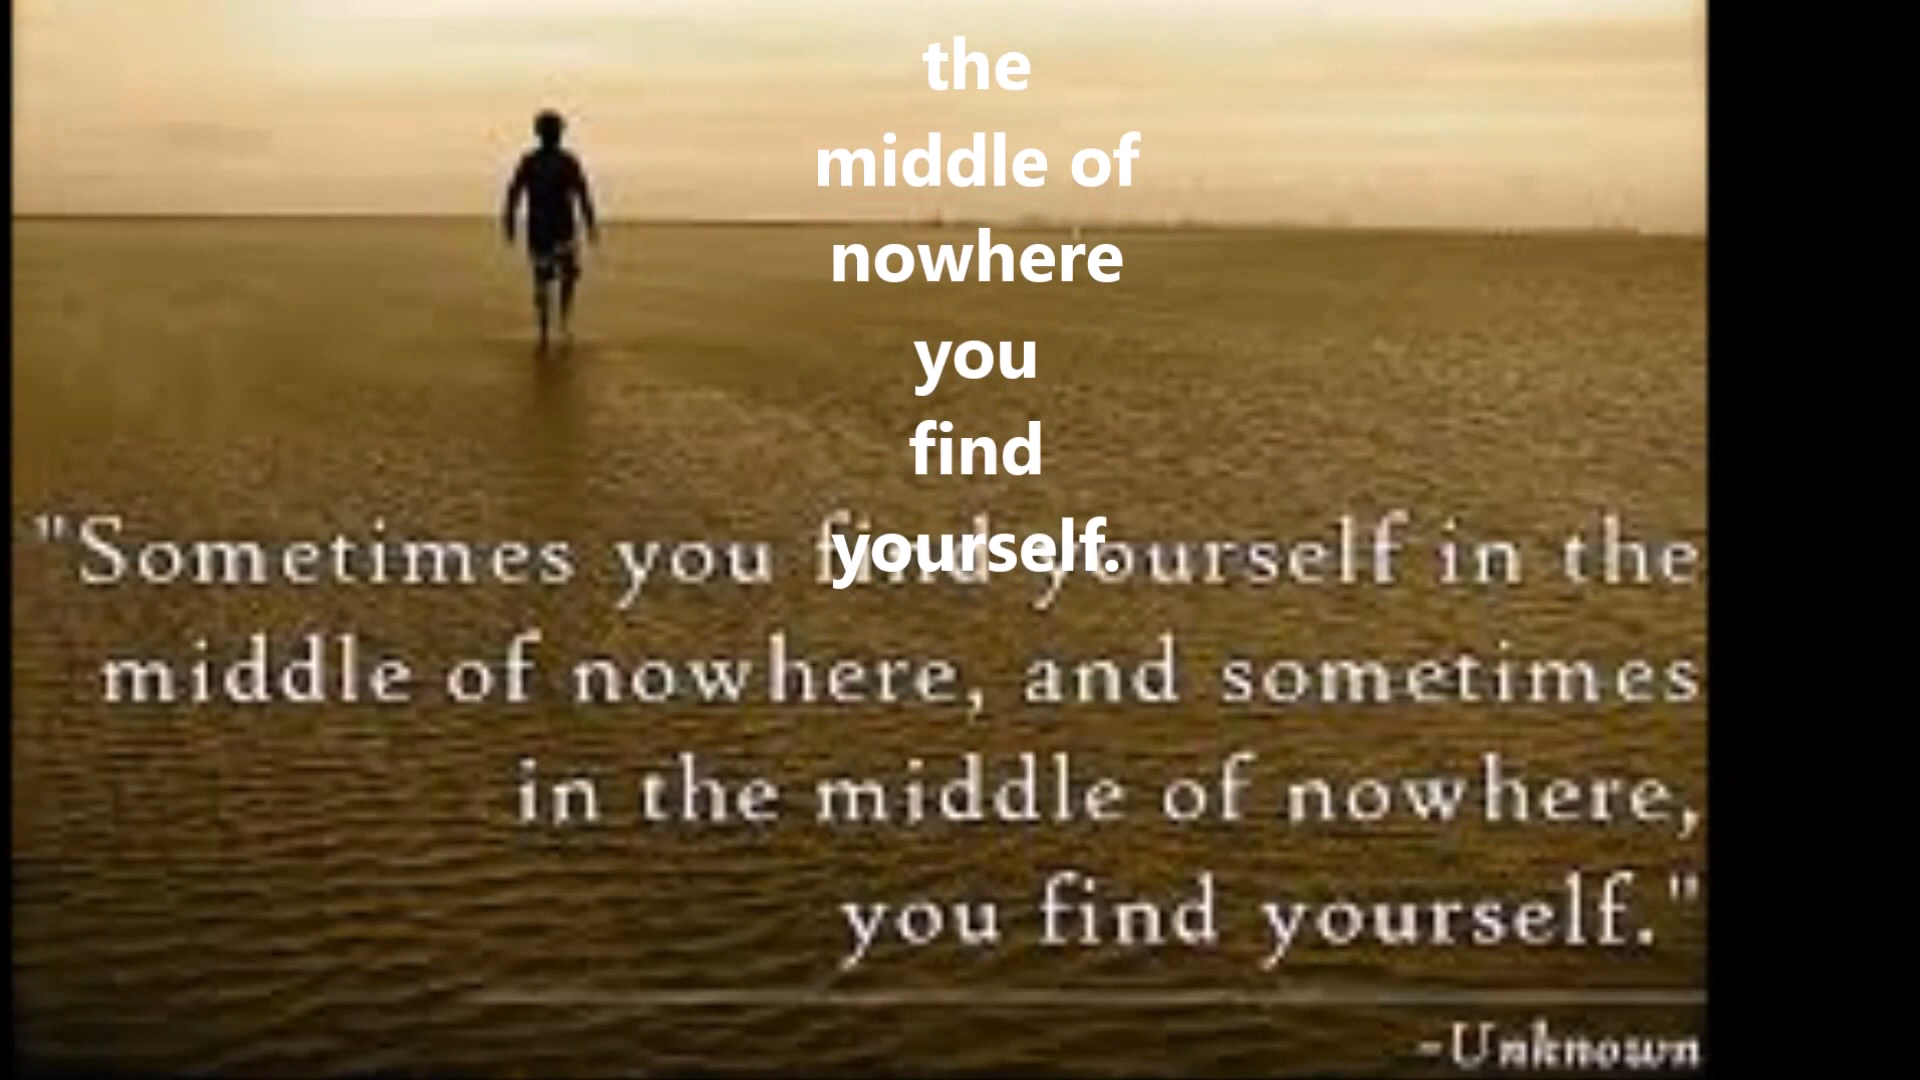 the
middle of
nowhere
you
find
yourself.
"Sometimes you find yourself in the
middle of nowhere, and sometimes
in the middle of nowhere,
you find yourself."
-Unknown